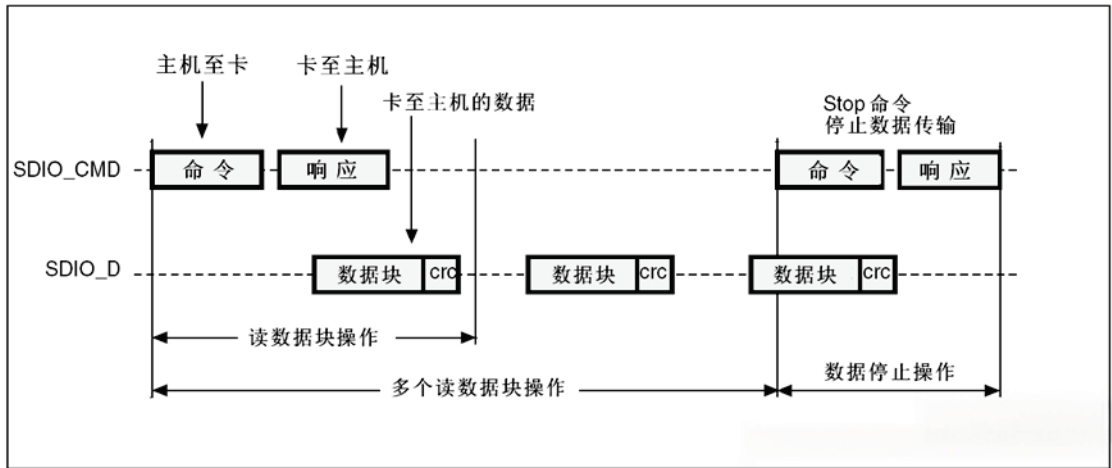 主机至卡
卡至主机
卡至主机的数据
Stop 命令
停止数据传输
SDIO_CMD
命令
响应
命令
响应
SDIO_D
数据块
crc
数据块
crc
数据块
crc
读数据块操作
多个读数据块操作
数据停止操作